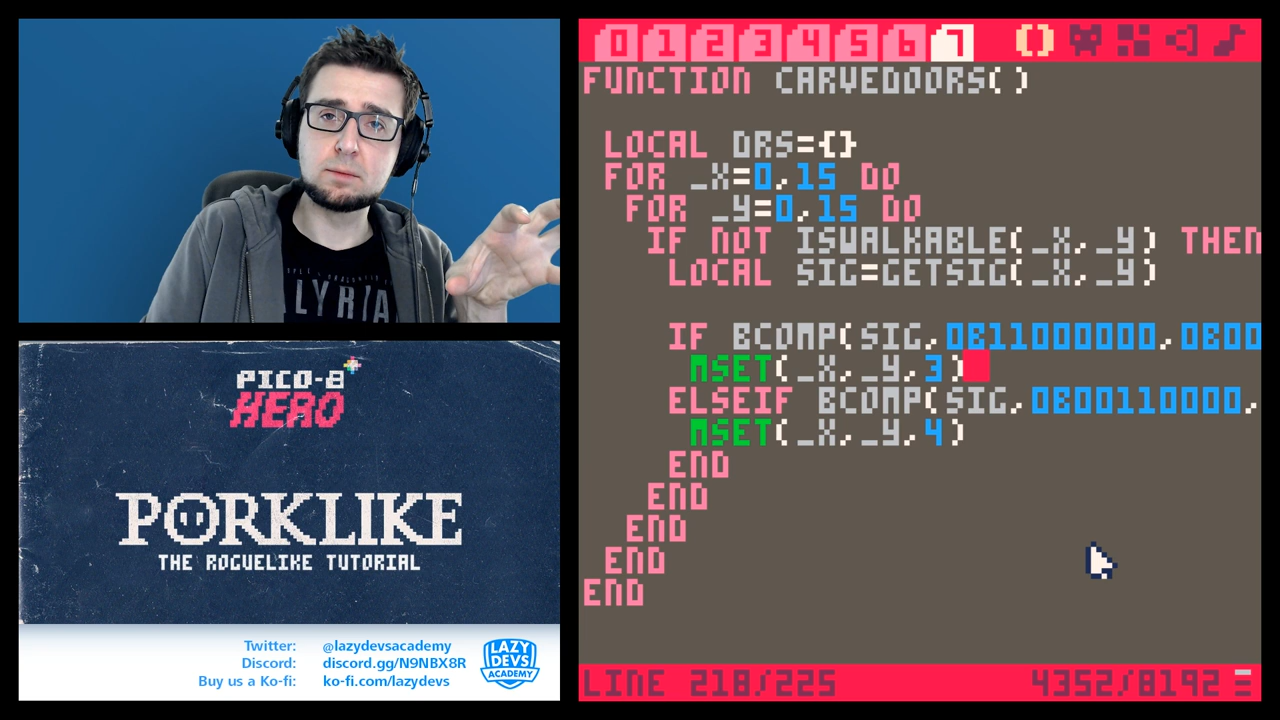 LYRIA
PICO-8
HERO
PORKLIKE
THE ROGUELIKE TUTORIAL
Twitter: @lazydevsacademy
Discord: discord.gg/N9NBX8R
Buy us a Ko-fi: ko-fi.com/lazydevs
LAZY
DEVS
ACADEMY
0 1 2 3 4 5 6 7 ()
FUNCTION CARVEDOORS()
LOCAL DRS={}
FOR _X=0,15 DO
FOR _Y=0,15 DO
IF NOT ISWALKABLE(_X,_Y) THEN
LOCAL SIG=GETSIG(_X,_Y)
IF BCOMP(SIG,0B11000000,0B00
MSET(_X,_Y,3)
ELSEIF BCOMP(SIG,0B00110000,
MSET(_X,_Y,4)
END
END
END
END
END
LINE 218/225 4352/8192